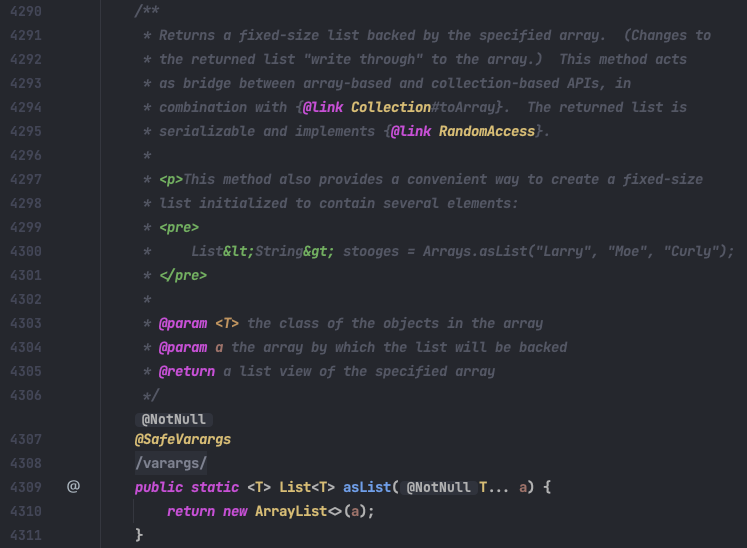 4290 /**
4291 * Returns a fixed-size list backed by the specified array.  (Changes to
4292 * the returned list "write through" to the array.)  This method acts
4293 * as bridge between array-based and collection-based APIs, in
4294 * combination with {@link Collection#toArray}.  The returned list is
4295 * serializable and implements {@link RandomAccess}.
4296 *
4297 * <p>This method also provides a convenient way to create a fixed-size
4298 * list initialized to contain several elements:
4299 * <pre>
4300 *     List&lt;String&gt; stooges = Arrays.asList("Larry", "Moe", "Curly");
4301 * </pre>
4302 *
4303 * @param <T> the class of the objects in the array
4304 * @param a the array by which the list will be backed
4305 * @return a list view of the specified array
4306 */
@NotNull
4307 @SafeVarargs
4308 /varargs/
4309 @ public static <T> List<T> asList( @NotNull T... a) {
4310 return new ArrayList<>(a);
4311 }